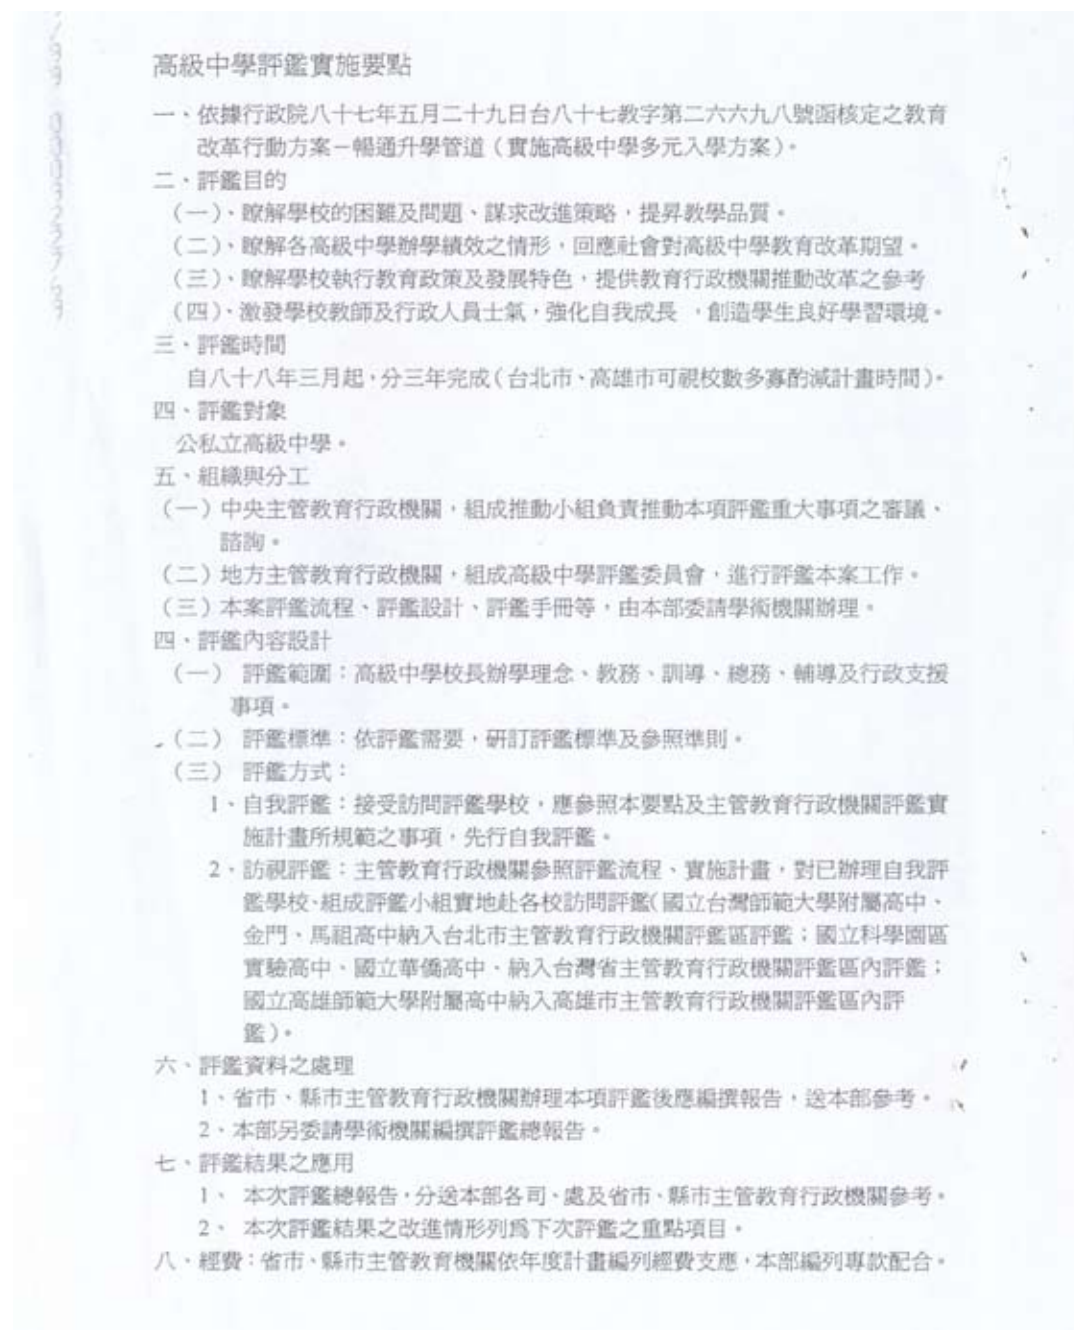 高級中學評鑑實施要點
一、依據行政院八十七年五月二十九日台八十七教字第二六六九八號函核定之教育
改革行動方案－暢通升學管道（實施高級中學多元入學方案）。
二、評鑑目的
（一）、瞭解學校的困難及問題、謀求改進策略，提昇教學品質。
（二）、瞭解各高級中學辦學績效之情形，回應社會對高級中學教育改革期望。
（三）、瞭解學校執行教育政策及發展特色，提供教育行政機關推動改革之參考
（四）、激發學校教師及行政人員士氣，強化自我成長 ，創造學生良好學習環境。
三、評鑑時間
自八十八年三月起，分三年完成（台北市、高雄市可視校數多寡酌減計畫時間）。
四、評鑑對象
公私立高級中學。
五、組織與分工
（一）中央主管教育行政機關，組成推動小組負責推動本項評鑑重大事項之審議、
諮詢。
（二）地方主管教育行政機關，組成高級中學評鑑委員會，進行評鑑本案工作。
（三）本案評鑑流程、評鑑設計、評鑑手冊等，由本部委請學術機關辦理。
四、評鑑內容設計
（一） 評鑑範圍：高級中學校長辦學理念、教務、訓導、總務、輔導及行政支援
事項。
（二） 評鑑標準：依評鑑需要，研訂評鑑標準及參照準則。
（三） 評鑑方式：
1、自我評鑑：接受訪問評鑑學校，應參照本要點及主管教育行政機關評鑑實
施計畫所規範之事項，先行自我評鑑。
2、訪視評鑑：主管教育行政機關參照評鑑流程、實施計畫，對已辦理自我評
鑑學校、組成評鑑小組實地赴各校訪問評鑑（國立台灣師範大學附屬高中、
金門、馬祖高中納入台北市主管教育行政機關評鑑區評鑑；國立科學園區
實驗高中、國立華僑高中、納入台灣省主管教育行政機關評鑑區內評鑑；
國立高雄師範大學附屬高中納入高雄市主管教育行政機關評鑑區內評
鑑）。
六、評鑑資料之處理
1、省市、縣市主管教育行政機關辦理本項評鑑後應編撰報告，送本部參考。
2、本部另委請學術機關編撰評鑑總報告。
七、評鑑結果之應用
1、 本次評鑑總報告，分送本部各司、處及省市、縣市主管教育行政機關參考。
2、 本次評鑑結果之改進情形列為下次評鑑之重點項目。
八、經費：省市、縣市主管教育機關依年度計畫編列經費支應，本部編列專款配合。